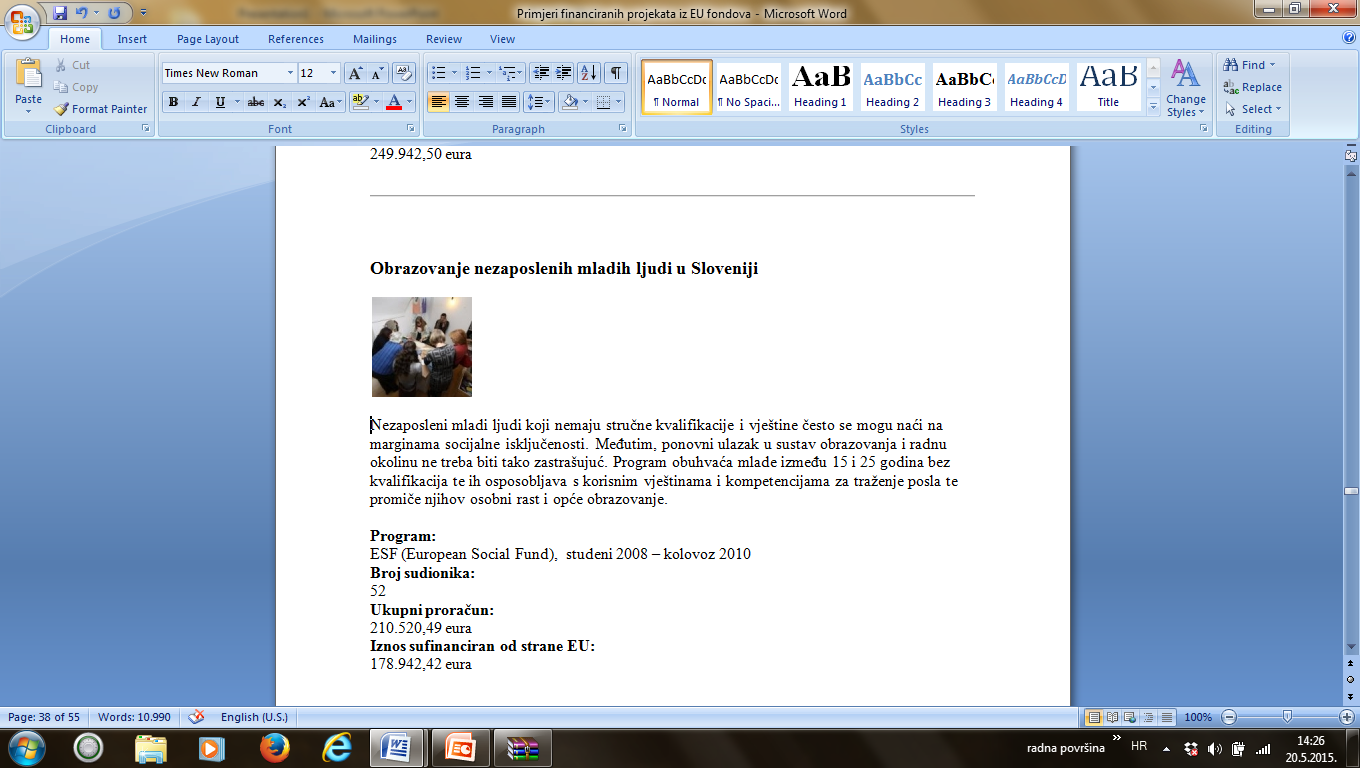 Primjeri financiranih projekata iz EU fondova - Microsoft Word
Home Insert Page Layout References Mailings Review View
Paste
Cut
Copy
Format Painter
Clipboard
Times New Roman 12
Font
Paragraph
AaBbCcDc AaBbCcDc AaB AaBbCc AaBbCc AaBbCcD AaB
¶ Normal ¶ No Spaci... Heading 1 Heading 2 Heading 3 Heading 4 Title
Change Styles
Styles
Find
Replace
Select
Editing
249.942,50 eura
Obrazovanje nezaposlenih mladih ljudi u Sloveniji
Nezaposleni mladi ljudi koji nemaju stručne kvalifikacije i vještine često se mogu naći na
marginama socijalne isključenosti. Međutim, ponovni ulazak u sustav obrazovanja i radnu
okolinu ne treba biti tako zastrašujuć. Program obuhvaća mlade između 15 i 25 godina bez
kvalifikacija te ih osposobljava s korisnim vještinama i kompetencijama za traženje posla te
promiče njihov osobni rast i opće obrazovanje.
Program:
ESF (European Social Fund), studeni 2008 – kolovoz 2010
Broj sudionika:
52
Ukupni proračun:
210.520,49 eura
Iznos sufinanciran od strane EU:
178.942,42 eura
Page: 38 of 55 Words: 10.990 English (U.S.) 100%
radna površina HR 14:26
20.5.2015.